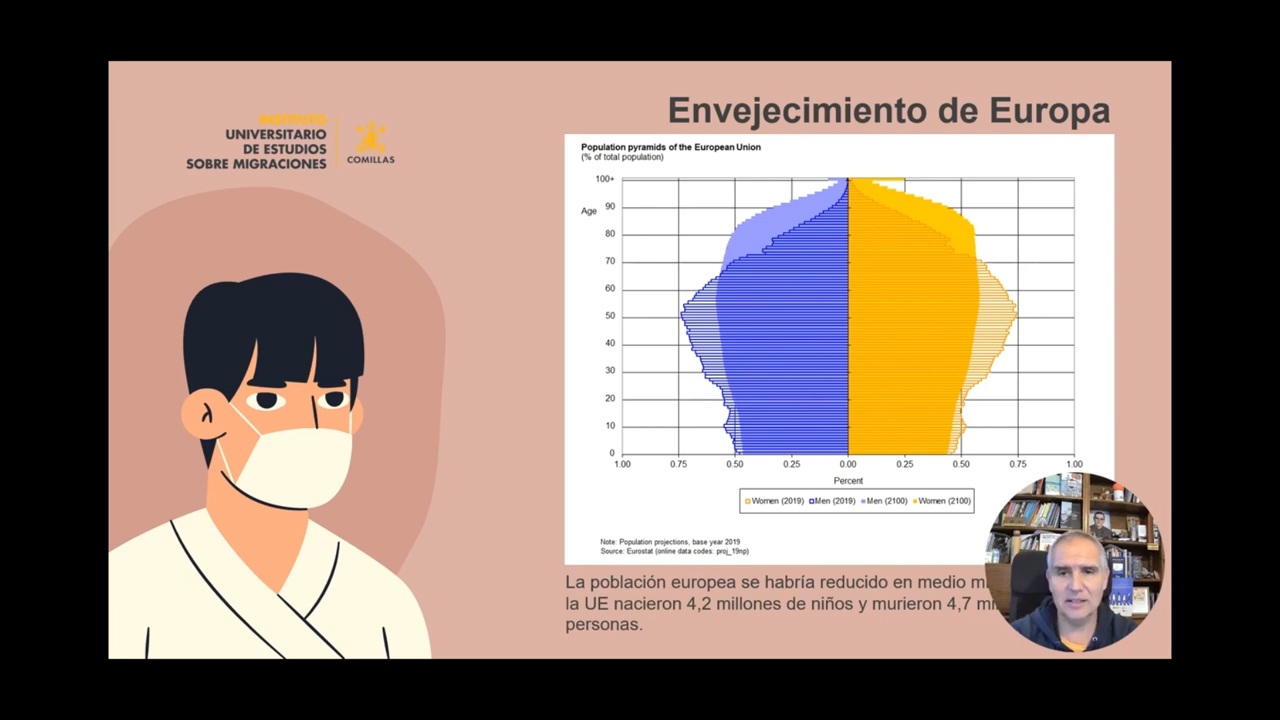 INSTITUTO
UNIVERSITARIO
DE ESTUDIOS
SOBRE MIGRACIONES
COMILLAS
Envejecimiento de Europa
Population pyramids of the European Union
(% of total population)
100+
Age
90
80
70
60
50
40
30
20
10
0
1.00 0.75 0.50 0.25 0.00 0.25 0.50 0.75 1.00
Percent
Women (2019) Men (2019) Men (2100) Women (2100)
Note: Population projections, base year 2019
Source: Eurostat (online data codes: proj_19np)
La población europea se habría reducido en medio
la UE nacieron 4,2 millones de niños y murieron 4,7
personas.